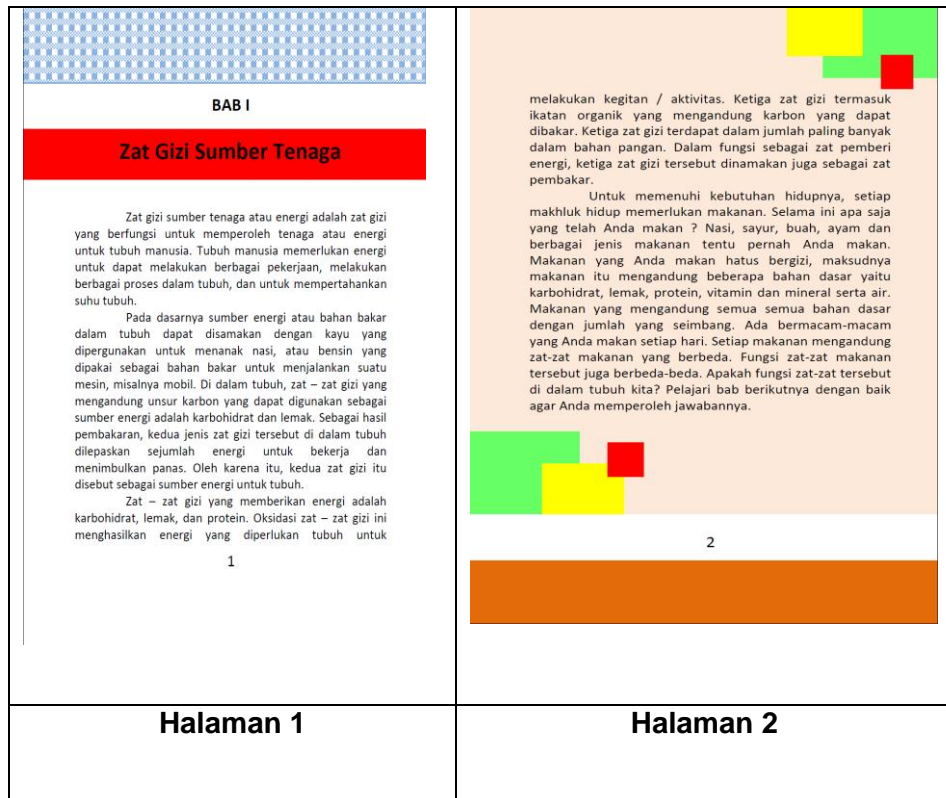 BAB I
Zat Gizi Sumber Tenaga
Zat gizi sumber tenaga atau energi adalah zat gizi
yang berfungsi untuk memperoleh tenaga atau energi
untuk tubuh manusia. Tubuh manusia memerlukan energi
untuk dapat melakukan berbagai pekerjaan, melakukan
berbagai proses dalam tubuh, dan untuk mempertahankan
suhu tubuh.
Pada dasarnya sumber energi atau bahan bakar
dalam tubuh dapat disamakan dengan kayu yang
dipergunakan untuk menanak nasi, atau bensin yang
dipakai sebagai bahan bakar untuk menjalankan suatu
mesin, misalnya mobil. Di dalam tubuh, zat – zat gizi yang
mengandung unsur karbon yang dapat digunakan sebagai
sumber energi adalah karbohidrat dan lemak. Sebagai hasil
pembakaran, kedua jenis zat gizi tersebut di dalam tubuh
dilepaskan sejumlah energi untuk bekerja dan
menimbulkan panas. Oleh karena itu, kedua zat gizi itu
disebut sebagai sumber energi untuk tubuh.
Zat – zat gizi yang memberikan energi adalah
karbohidrat, lemak, dan protein. Oksidasi zat – zat gizi ini
menghasilkan energi yang diperlukan tubuh untuk
1
melakukan kegitan / aktivitas. Ketiga zat gizi termasuk
ikatan organik yang mengandung karbon yang dapat
dibakar. Ketiga zat gizi terdapat dalam jumlah paling banyak
dalam bahan pangan. Dalam fungsi sebagai zat pemberi
energi, ketiga zat gizi tersebut dinamakan juga sebagai zat
pembakar.
Untuk memenuhi kebutuhan hidupnya, setiap
makhluk hidup memerlukan makanan. Selama ini apa saja
yang telah Anda makan ? Nasi, sayur, buah, ayam dan
berbagai jenis makanan tentu pernah Anda makan.
Makanan yang Anda makan hatus bergizi, maksudnya
makanan itu mengandung beberapa bahan dasar yaitu
karbohidrat, lemak, protein, vitamin dan mineral serta air.
Makanan yang mengandung semua semua bahan dasar
dengan jumlah yang seimbang. Ada bermacam-macam
yang Anda makan setiap hari. Setiap makanan mengandung
zat-zat makanan yang berbeda. Fungsi zat-zat makanan
tersebut juga berbeda-beda. Apakah fungsi zat-zat tersebut
di dalam tubuh kita? Pelajari bab berikutnya dengan baik
agar Anda memperoleh jawabannya.
2
Halaman 1
Halaman 2